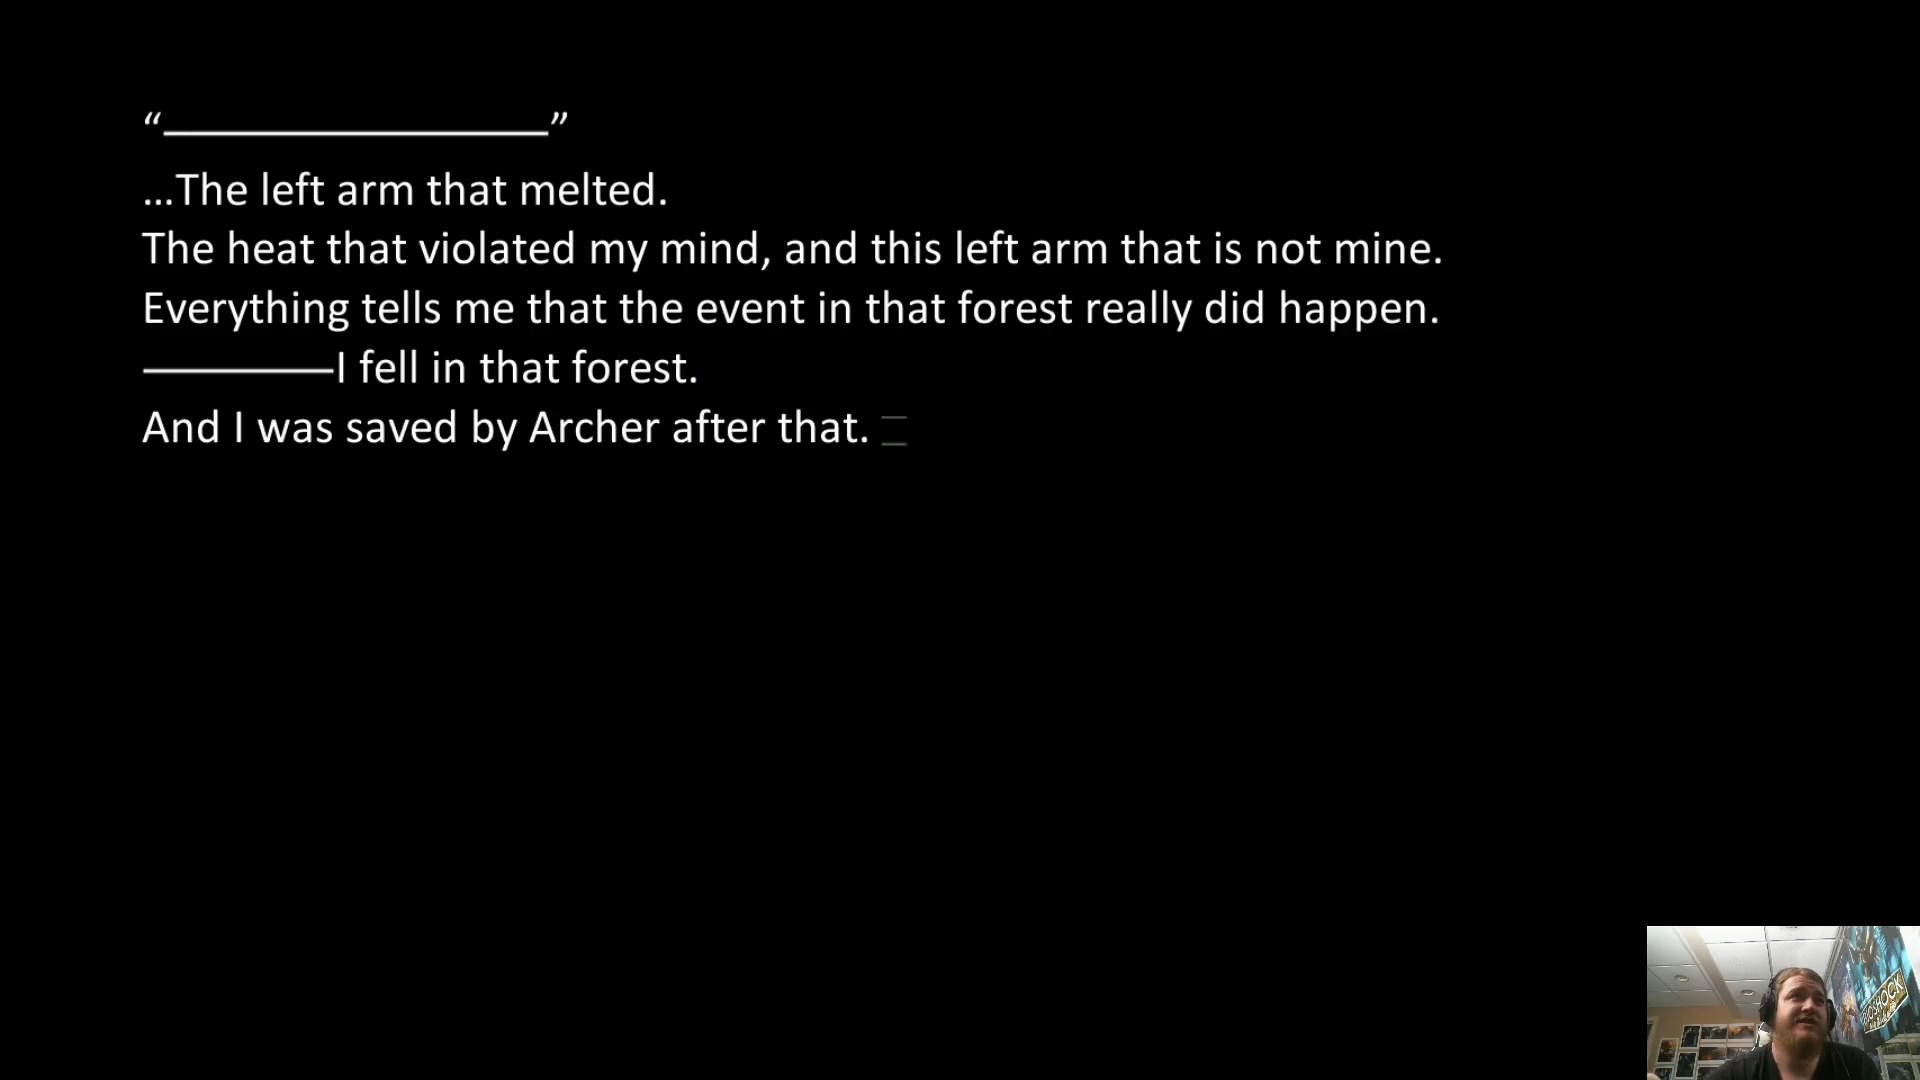 “――――――――”
…The left arm that melted.
The heat that violated my mind, and this left arm that is not mine.
Everything tells me that the event in that forest really did happen.
――――I fell in that forest.
And I was saved by Archer after that.
BIOSHOCK